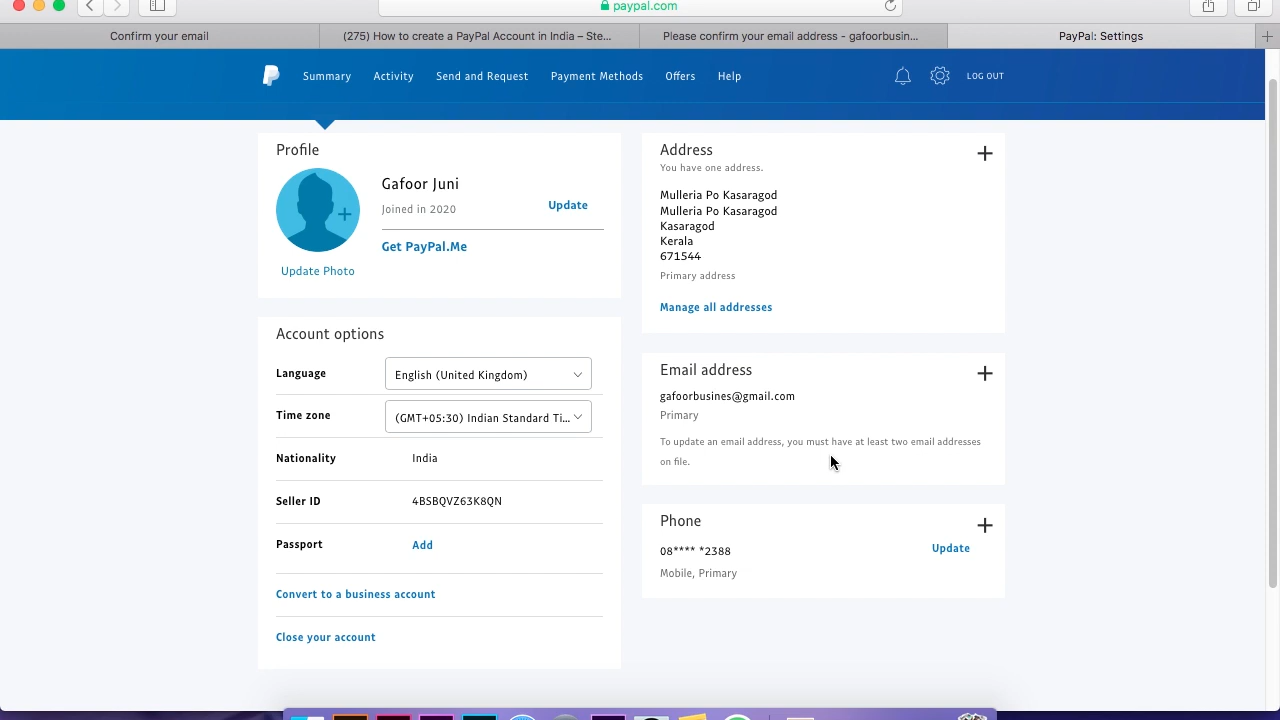 paypal.com
Confirm your email
(275) How to create a PayPal Account in India – Ste...
Please confirm your email address - gafoorbusin...
PayPal: Settings
Summary
Activity
Send and Request
Payment Methods
Offers
Help
LOG OUT
Profile
Gafoor Juni
Joined in 2020
Update
Get PayPal.Me
Update Photo
Account options
Language
English (United Kingdom)
Time zone
(GMT+05:30) Indian Standard Ti...
Nationality
India
Seller ID
4BSBQVZ63K8QN
Passport
Add
Convert to a business account
Close your account
Address
You have one address.
Mulleria Po Kasaragod
Mulleria Po Kasaragod
Kasaragod
Kerala
671544
Primary address
Manage all addresses
Email address
gafoorbusines@gmail.com
Primary
To update an email address, you must have at least two email addresses
on file.
Phone
08**** *2388
Update
Mobile, Primary